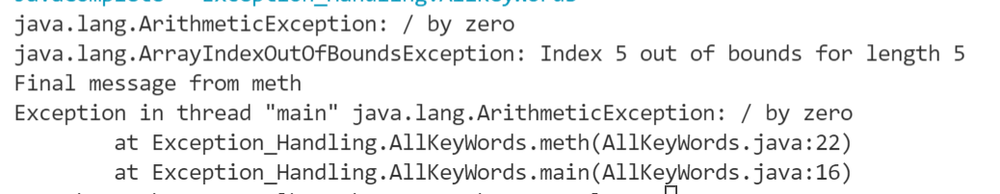 java.lang.ArithmeticException: / by zero
java.lang.ArrayIndexOutOfBoundsException: Index 5 out of bounds for length 5
Final message from meth
Exception in thread "main" java.lang.ArithmeticException: / by zero
at Exception_Handling.AllKeyWords.meth(AllKeyWords.java:22)
at Exception_Handling.AllKeyWords.main(AllKeyWords.java:16)